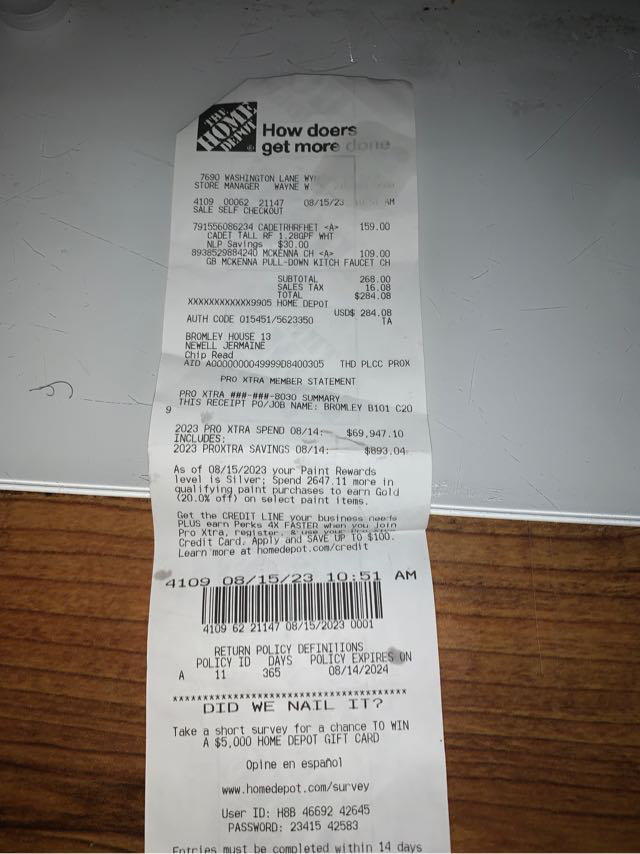 THE
HOME
DEPOT
How doers
get more done
7690 WASHINGTON LANE WYN
STORE MANAGER WAYNE W.
4109 00062 21147 08/15/23 AM
SALE SELF CHECKOUT
791556086234 CADETRHRFHET <A> 159.00
CADET TALL RF 1.28GPF WHT
NLP Savings $30.00
8938529884240 MCKENNA CH <A> 109.00
GB MCKENNA PULL-DOWN KITCH FAUCET CH
SUBTOTAL 268.00
SALES TAX 16.08
TOTAL $284.08
XXXXXXXXXXXX9905 HOME DEPOT
USD$ 284.08
AUTH CODE 015451/5623350 TA
BROMLEY HOUSE 13
NEWELL JERMAINE
Chip Read
AID A0000000049999D8400305 THD PLCC PROX
PRO XTRA MEMBER STATEMENT
PRO XTRA ###-###-8030 SUMMARY
THIS RECEIPT PO/JOB NAME: BROMLEY B101 C20
9
2023 PRO XTRA SPEND 08/14: $69,947.10
INCLUDES:
2023 PROXTRA SAVINGS 08/14: $893.04
As of 08/15/2023 your Paint Rewards
level is Silver; Spend 2647.11 more in
qualifying paint purchases to earn Gold
(20.0% off) on select paint items.
Get the CREDIT LINE your business needs
PLUS earn Perks 4X FASTER when you join
Pro Xtra, register, & use your Pro Xtra
Credit Card. Apply and SAVE UP TO $100.
Learn more at homedepot.com/credit
4109 08/15/23 10:51 AM
4109 62 21147 08/15/2023 0001
RETURN POLICY DEFINITIONS
POLICY ID DAYS POLICY EXPIRES ON
A 11 365 08/14/2024
****************************************
DID WE NAIL IT?
Take a short survey for a chance TO WIN
A $5,000 HOME DEPOT GIFT CARD
Opine en español
www.homedepot.com/survey
User ID: H8B 46692 42645
PASSWORD: 23415 42583
Entries must be completed within 14 days